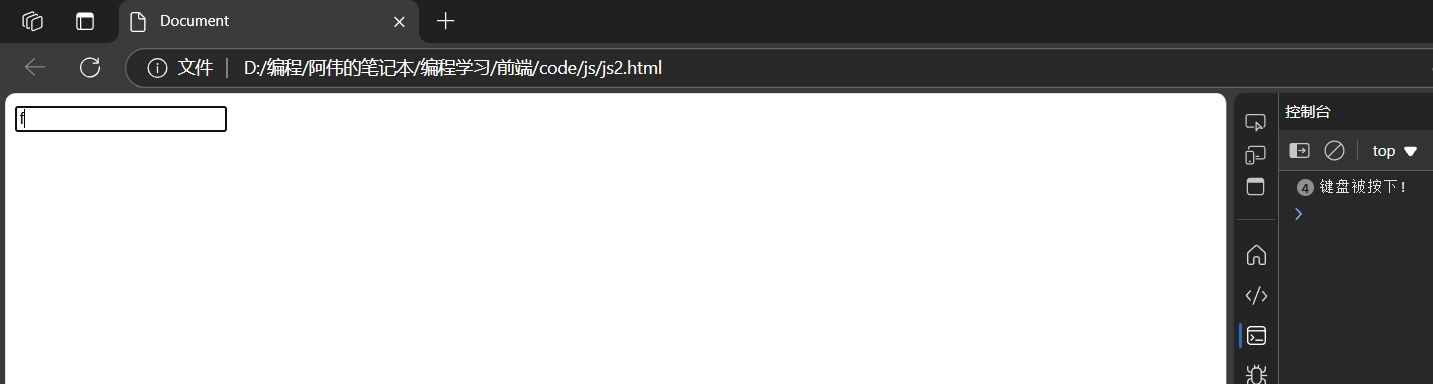 Document
文件
D:/编程/阿伟的笔记本/编程学习/前端/code/js/js2.html
f
控制台
top
4 键盘被按下!